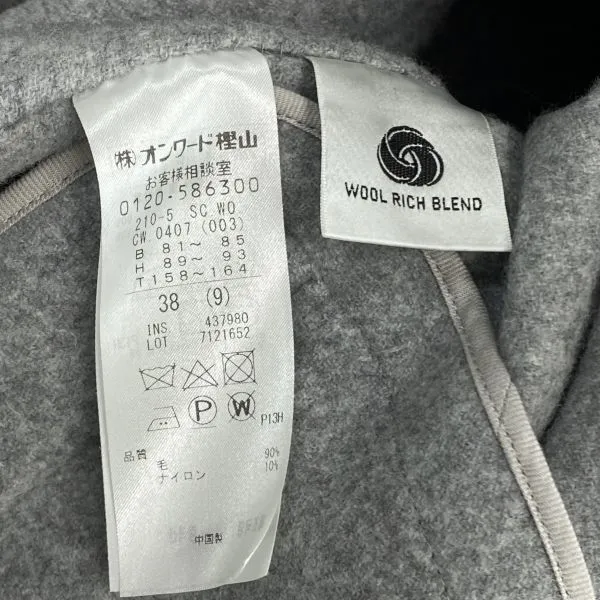 (株)オンワード樫山
お客様相談室
0120-586300
210-5 SC WO
CW 0407 (003)
B 81〜 85
H 89〜 93
T 158〜164
38 (9)
INS. 437980
LOT 7121652
P W P13H
品質
毛 90%
ナイロン 10%
中国製
WOOL RICH BLEND